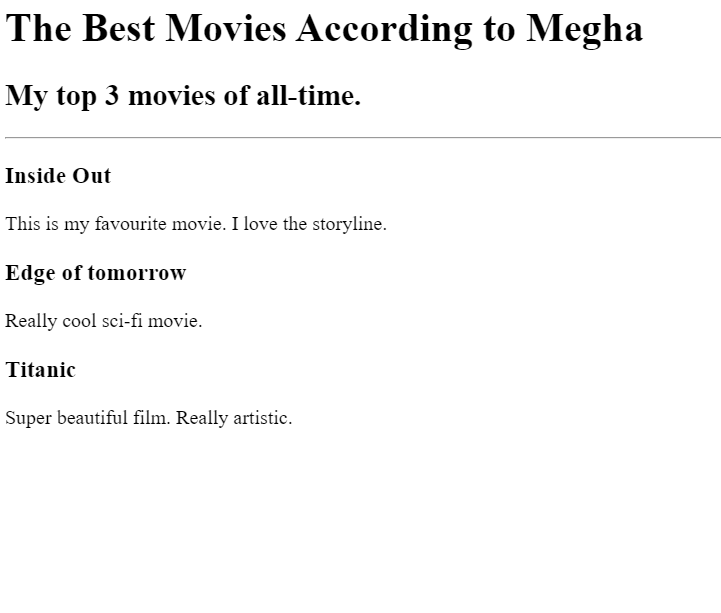 The Best Movies According to Megha
My top 3 movies of all-time.
Inside Out
This is my favourite movie. I love the storyline.
Edge of tomorrow
Really cool sci-fi movie.
Titanic
Super beautiful film. Really artistic.